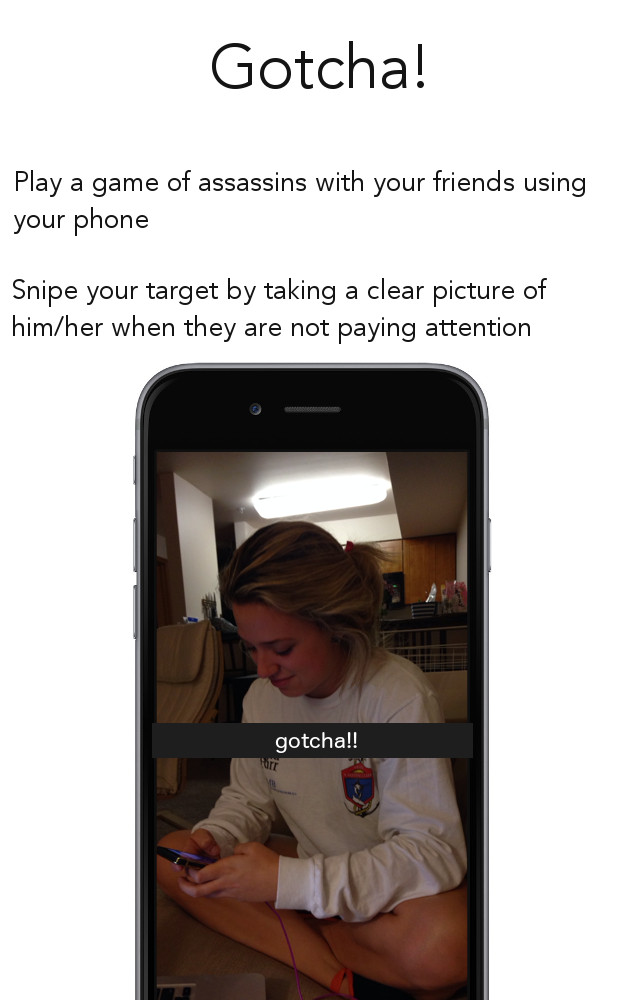 Gotcha!
Play a game of assassins with your friends using
your phone
Snipe your target by taking a clear picture of
him/her when they are not paying attention
gotcha!!